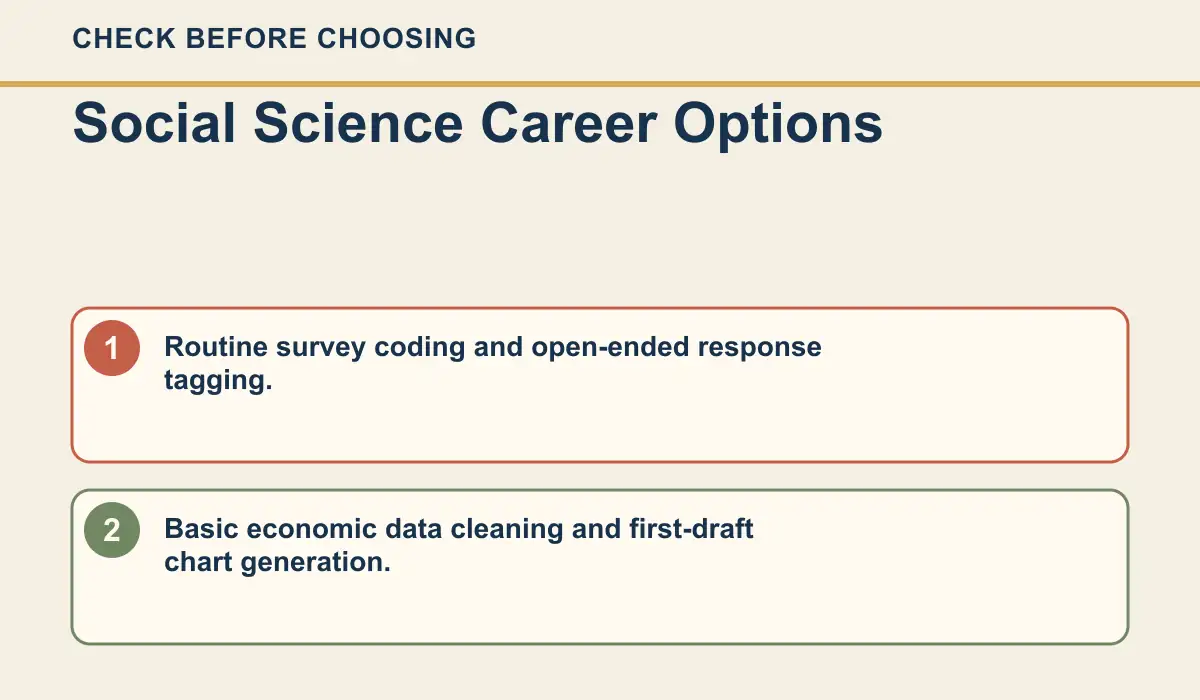 CHECK BEFORE CHOOSING
Social Science Career Options
1
Routine survey coding and open-ended response
tagging.
2
Basic economic data cleaning and first-draft
chart generation.